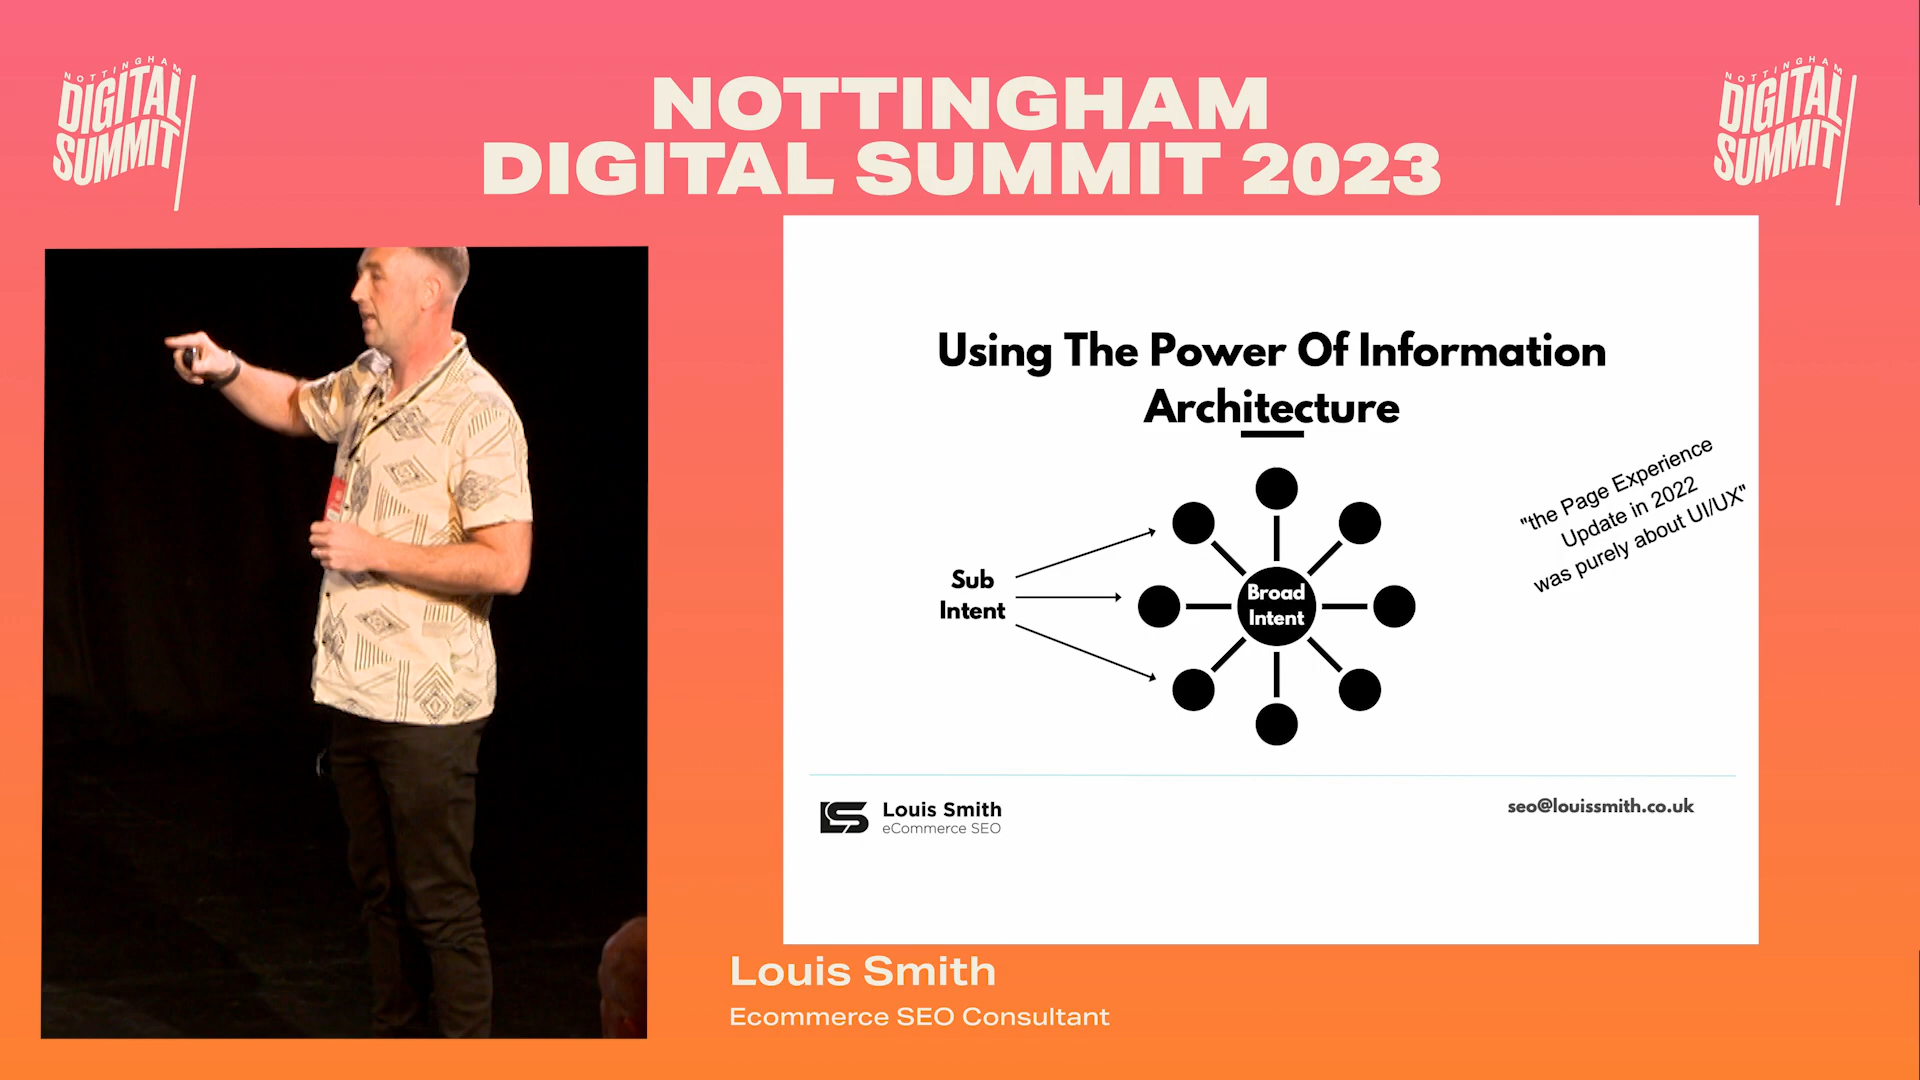 NOTTINGHAM
DIGITAL
SUMMIT
NOTTINGHAM
DIGITAL SUMMIT 2023
NOTTINGHAM
DIGITAL
SUMMIT
Using The Power Of Information
Architecture
"the Page Experience
Update in 2022
was purely about UI/UX"
Sub
Intent
Broad
Intent
Louis Smith
eCommerce SEO
seo@louissmith.co.uk
Louis Smith
Ecommerce SEO Consultant